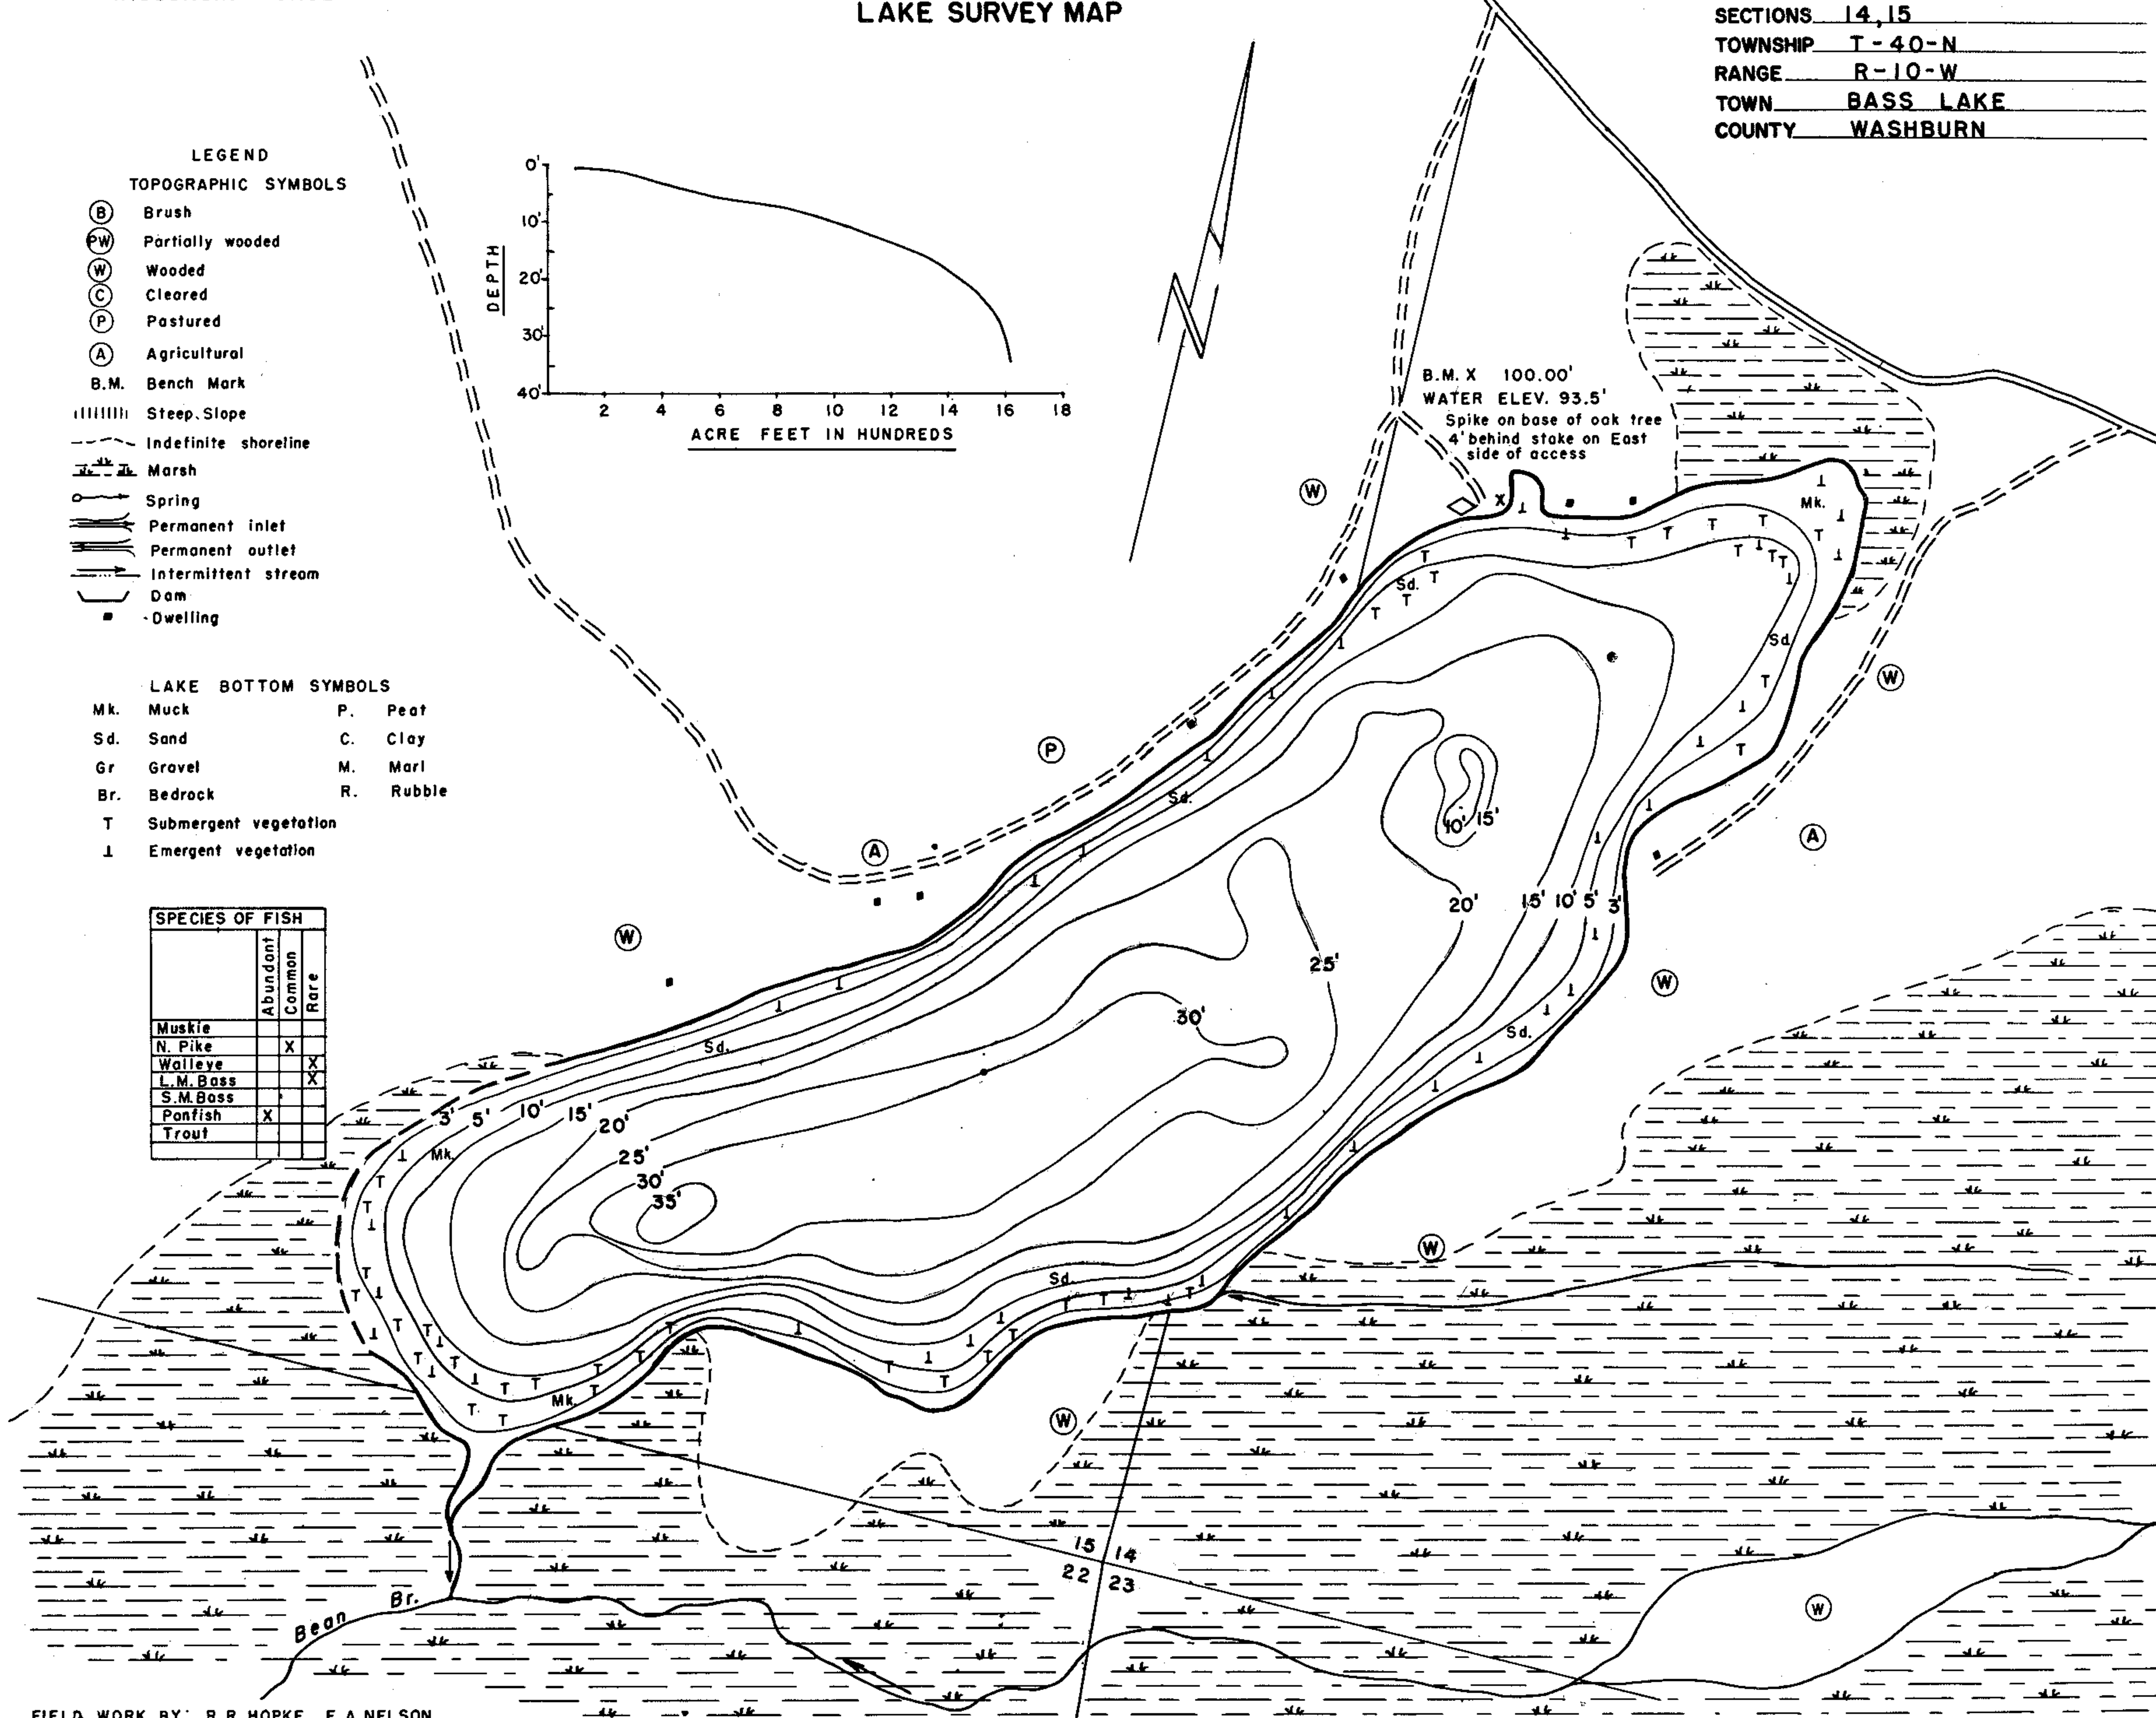 LAKE SURVEY MAP
SECTIONS 14,15
TOWNSHIP T-40-N
RANGE R-10-W
TOWN BASS LAKE
COUNTY WASHBURN
LEGEND
TOPOGRAPHIC SYMBOLS
B Brush
PW Partially wooded
W Wooded
C Cleared
P Pastured
A Agricultural
B.M. Bench Mark
Steep Slope
Indefinite shoreline
Marsh
Spring
Permanent inlet
Permanent outlet
Intermittent stream
Dam
Dwelling
LAKE BOTTOM SYMBOLS
Mk. Muck P. Peat
Sd. Sand C. Clay
Gr Gravel M. Marl
Br. Bedrock R. Rubble
T Submergent vegetation
⊥ Emergent vegetation
SPECIES OF FISH
Abundant Common Rare
Muskie
N. Pike X
Walleye X
L.M. Bass X
S.M. Bass
Panfish X
Trout
DEPTH
0'
10'
20'
30'
40'
2 4 6 8 10 12 14 16 18
ACRE FEET IN HUNDREDS
B.M. X 100.00'
WATER ELEV. 93.5'
Spike on base of oak tree
4' behind stake on East
side of access
W
X
Mk.
Sd.
Sd.
W
P
Sd.
10' 15'
A
A
20' 15' 10' 5' 3'
W
25'
W
30'
Sd.
Sd.
3' 5' 10' 15' 20'
Mk.
25'
30'
35'
W
Sd.
Mk.
W
15 14
22 23
W
Bean Br.
FIELD WORK BY: R.R. HOPKE, E.A. NELSON